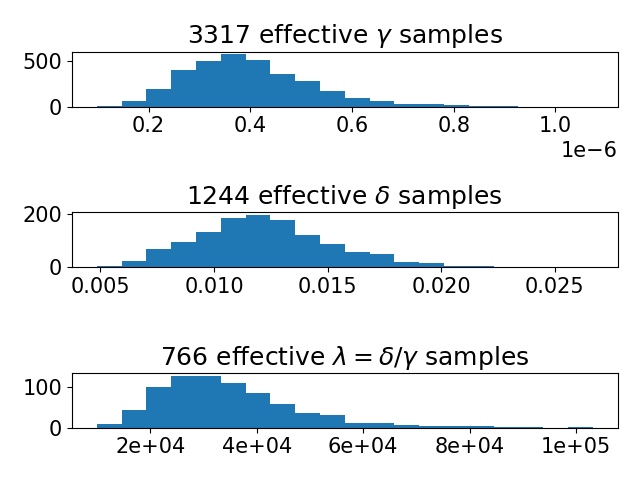 3317 effective γ samples
500
0
0.2 0.4 0.6 0.8 1.0
1e−6
1244 effective δ samples
200
0
0.005 0.010 0.015 0.020 0.025
766 effective λ = δ/γ samples
100
0
2e+04 4e+04 6e+04 8e+04 1e+05